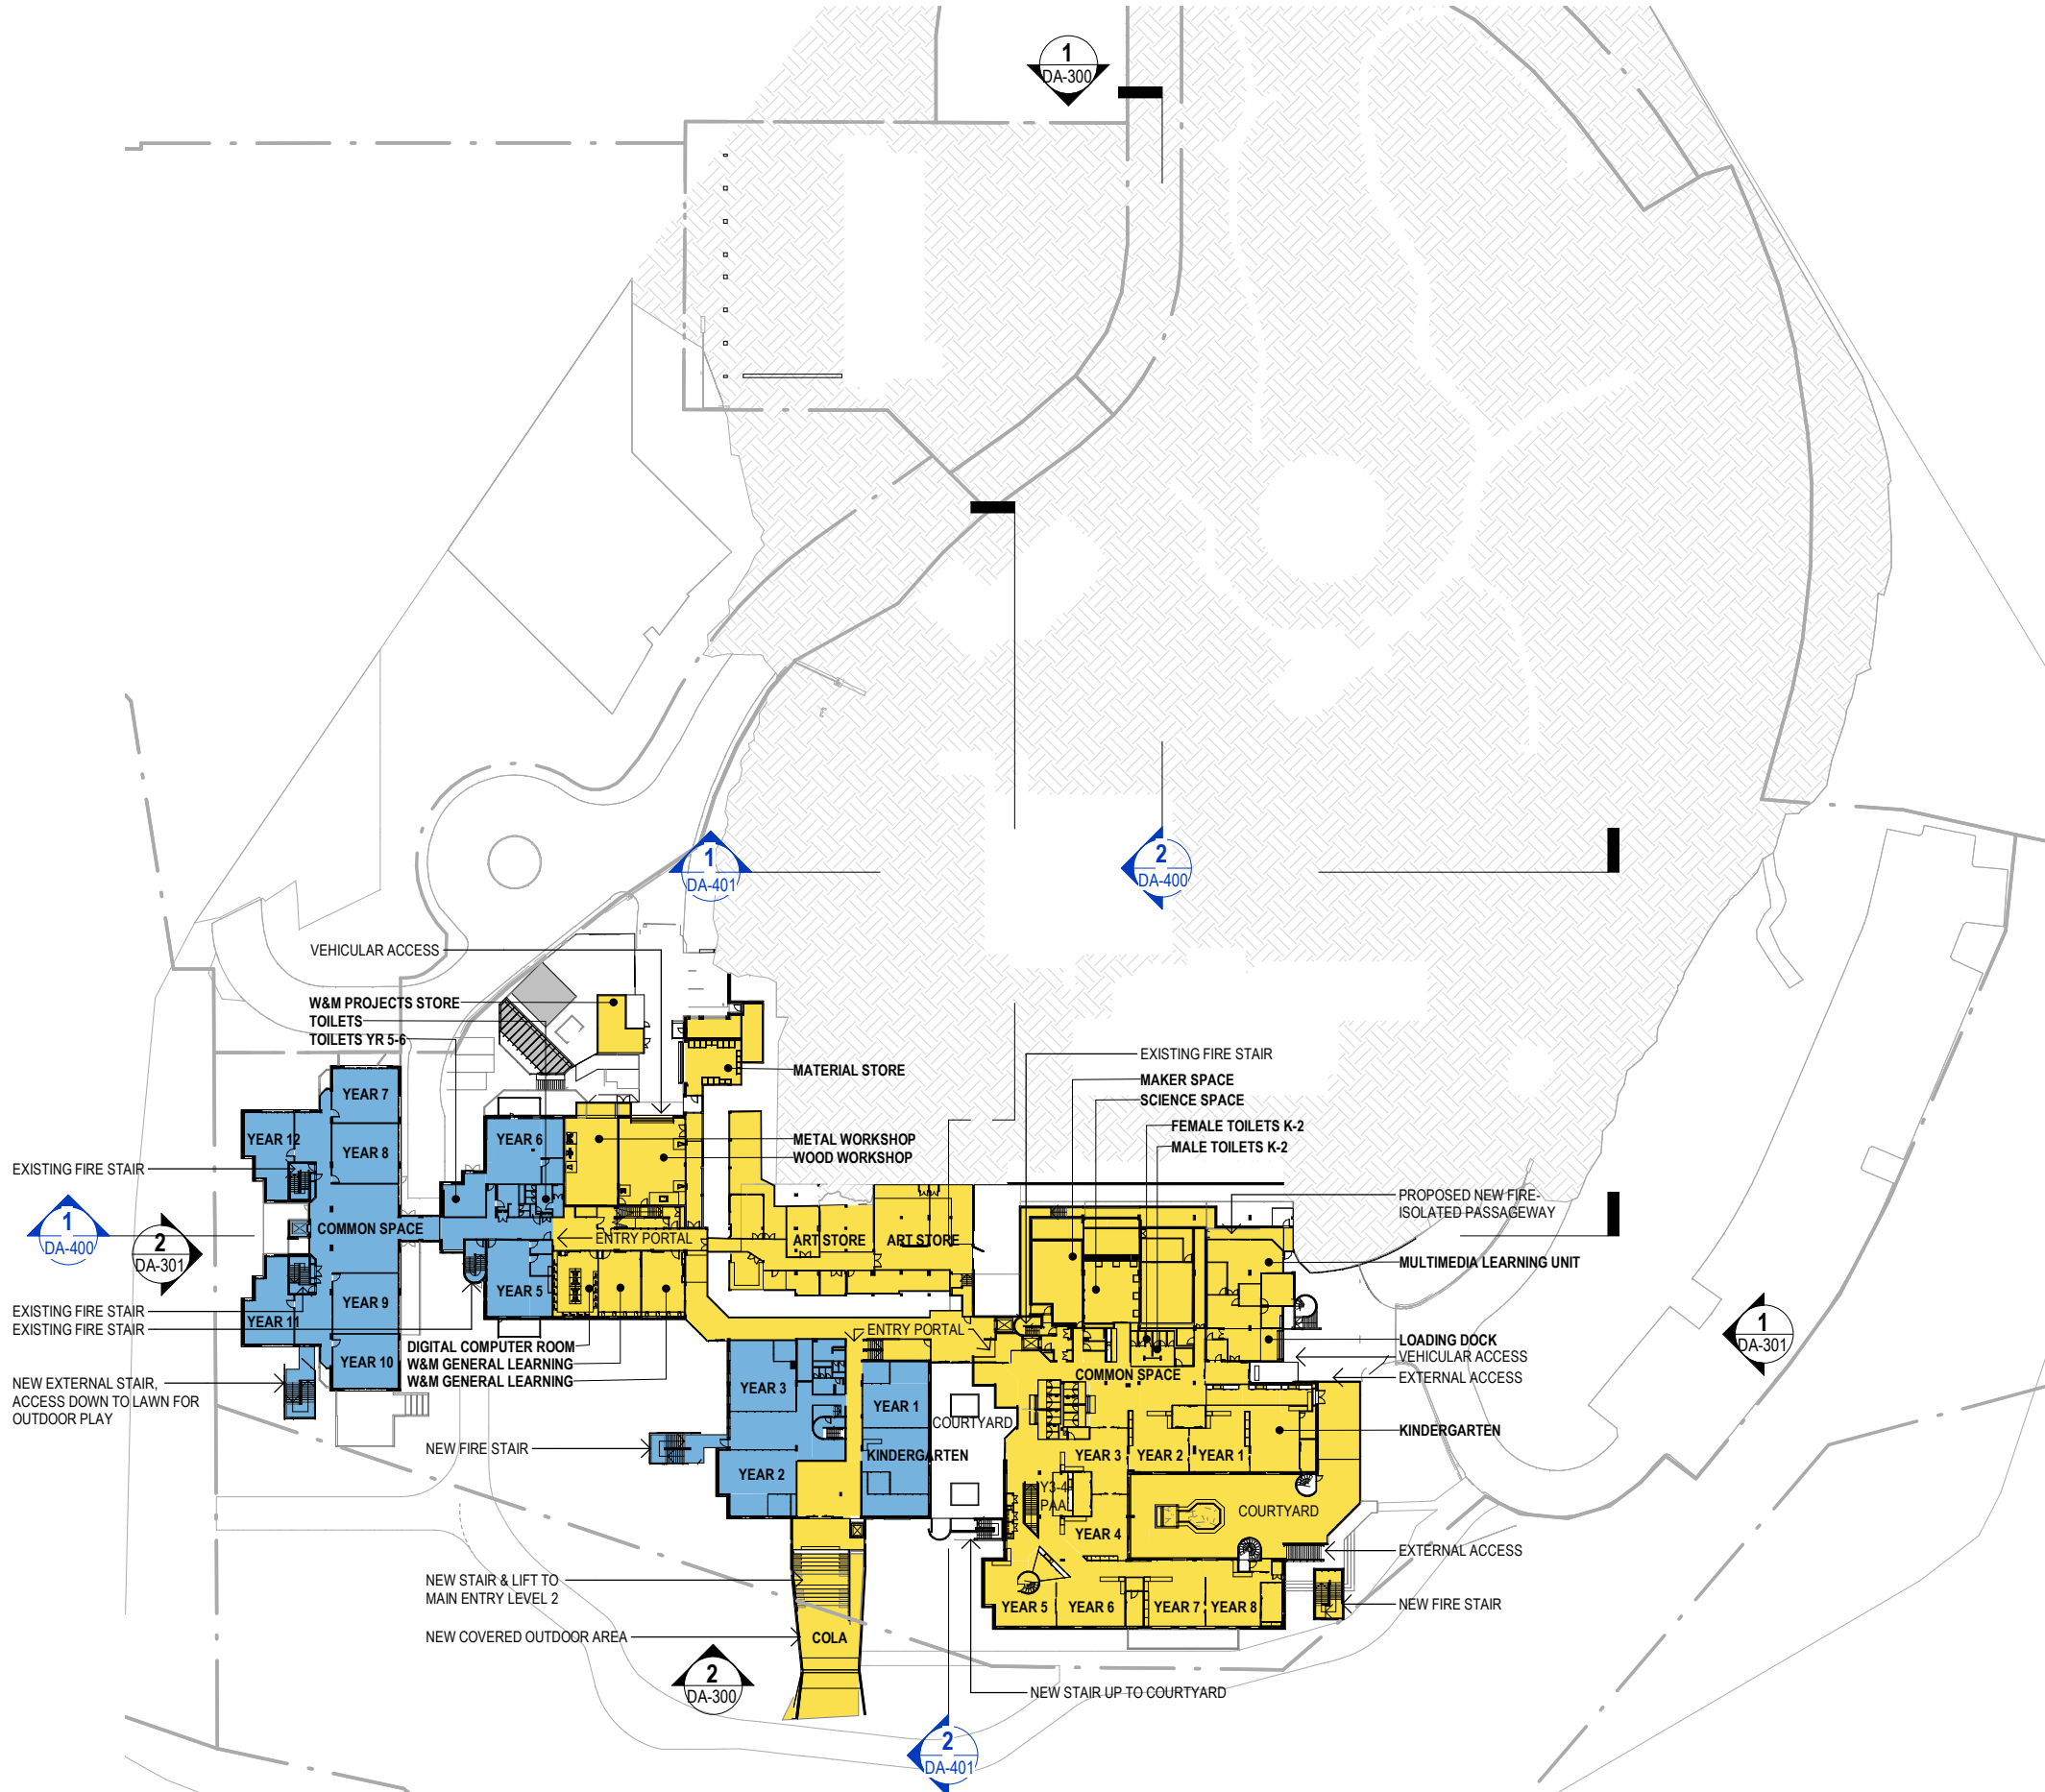 1
DA-300
1
DA-401
2
DA-400
VEHICULAR ACCESS
W&M PROJECTS STORE
TOILETS
TOILETS YR 5-6
MATERIAL STORE
EXISTING FIRE STAIR
MAKER SPACE
SCIENCE SPACE
FEMALE TOILETS K-2
MALE TOILETS K-2
YEAR 7
YEAR 12
YEAR 8
YEAR 6
METAL WORKSHOP
WOOD WORKSHOP
EXISTING FIRE STAIR
PROPOSED NEW FIRE-
ISOLATED PASSAGEWAY
1
DA-400
2
DA-301
COMMON SPACE
ENTRY PORTAL
ART STORE
ART STORE
MULTIMEDIA LEARNING UNIT
YEAR 5
YEAR 9
YEAR 11
YEAR 10
EXISTING FIRE STAIR
EXISTING FIRE STAIR
ENTRY PORTAL
1
DA-301
LOADING DOCK
VEHICULAR ACCESS
EXTERNAL ACCESS
DIGITAL COMPUTER ROOM
W&M GENERAL LEARNING
W&M GENERAL LEARNING
NEW EXTERNAL STAIR,
ACCESS DOWN TO LAWN FOR
OUTDOOR PLAY
COMMON SPACE
YEAR 3
YEAR 1
COURTYARD
KINDERGARTEN
NEW FIRE STAIR
KINDERGARTEN
YEAR 3
YEAR 2
YEAR 1
YEAR 2
Y3-4
PAA
COURTYARD
YEAR 4
EXTERNAL ACCESS
NEW STAIR & LIFT TO
MAIN ENTRY LEVEL 2
YEAR 5
YEAR 6
YEAR 7
YEAR 8
NEW FIRE STAIR
NEW COVERED OUTDOOR AREA
COLA
2
DA-300
NEW STAIR UP TO COURTYARD
2
DA-401